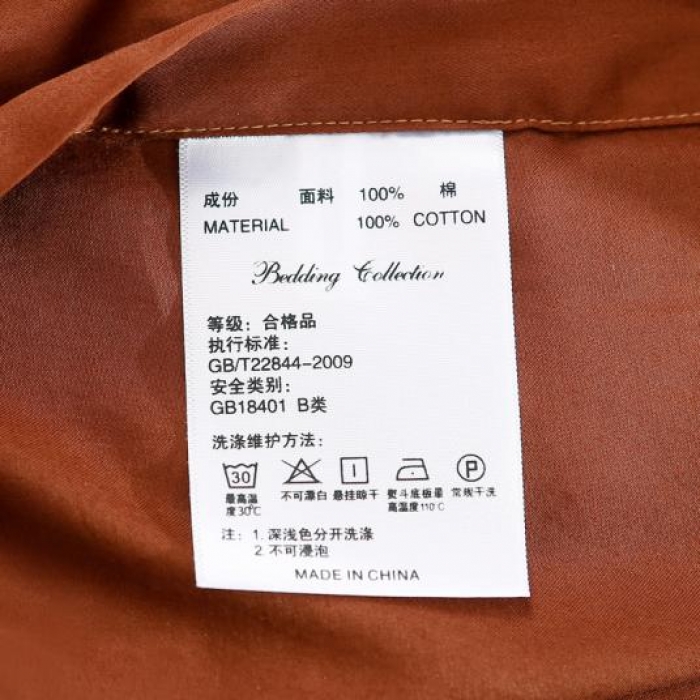 成份 面料 100% 棉
MATERIAL 100% COTTON
Bedding Collection
等级：合格品
执行标准：
GB/T22844-2009
安全类别：
GB18401 B类
洗涤维护方法：
30 P
最高温 不可漂白 悬挂晾干 熨斗底板最 常规干洗
度30℃ 高温度110℃
注：1.深浅色分开洗涤
2.不可浸泡
MADE IN CHINA